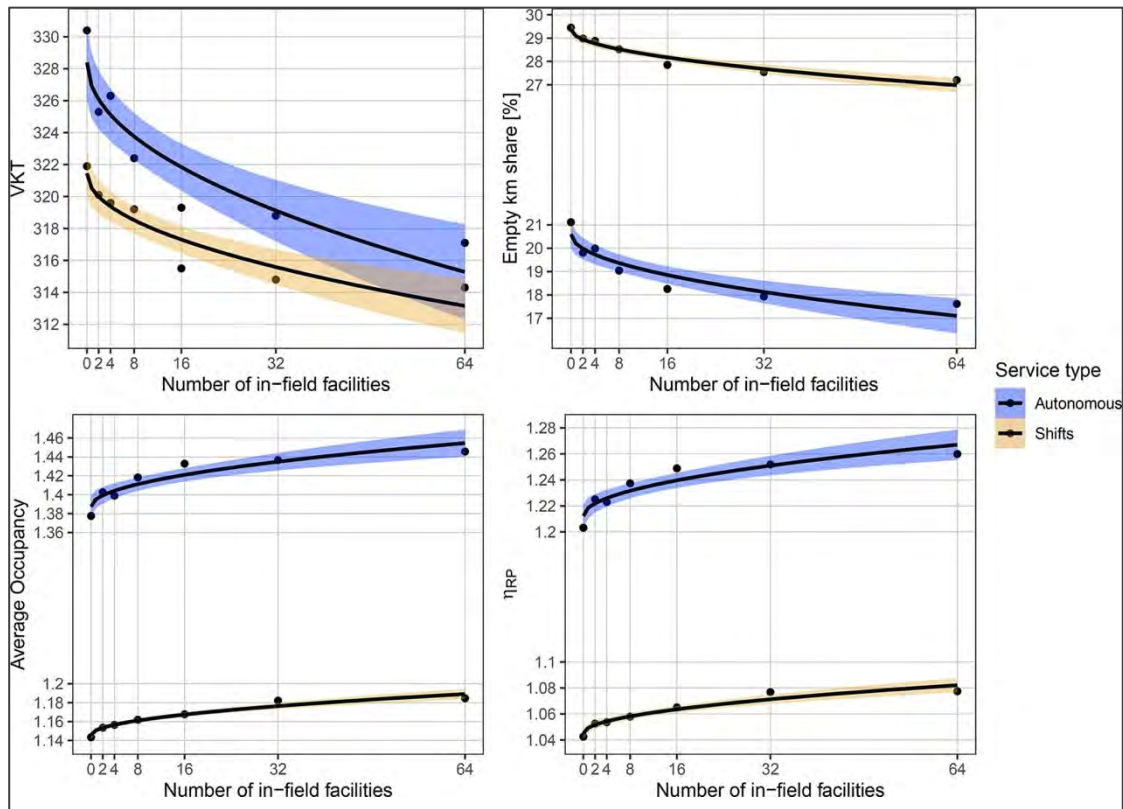 VKT
330
328
326
324
322
320
318
316
314
312
0 2 4 8 16 32 64
Number of in-field facilities
Empty km share [%]
30
29
28
27
21
20
19
18
17
0 2 4 8 16 32 64
Number of in-field facilities
Service type
Autonomous
Shifts
Average Occupancy
1.46
1.44
1.42
1.4
1.38
1.36
1.2
1.18
1.16
1.14
0 2 4 8 16 32 64
Number of in-field facilities
ηRP
1.28
1.26
1.24
1.22
1.2
1.1
1.08
1.06
1.04
0 2 4 8 16 32 64
Number of in-field facilities